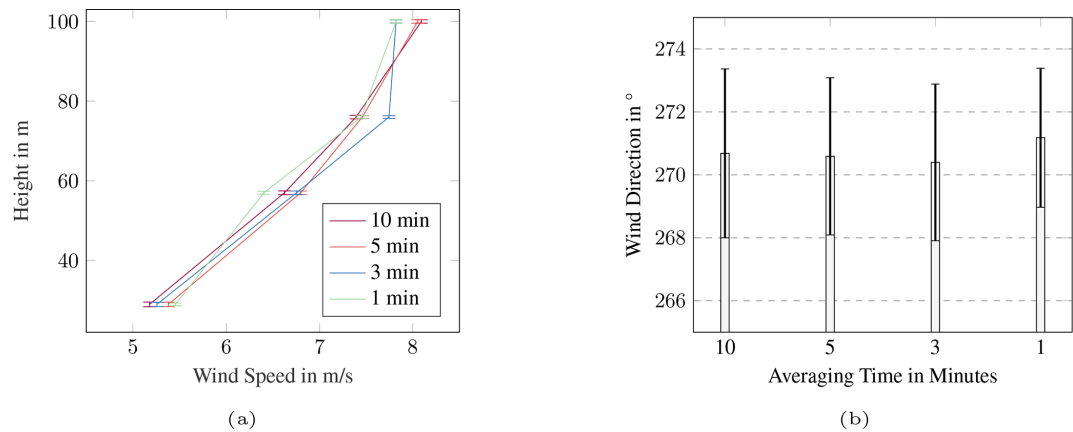 100
80
60
40
Height in m
10 min
5 min
3 min
1 min
5 6 7 8
Wind Speed in m/s
(a)
274
272
270
268
266
Wind Direction in °
10 5 3 1
Averaging Time in Minutes
(b)